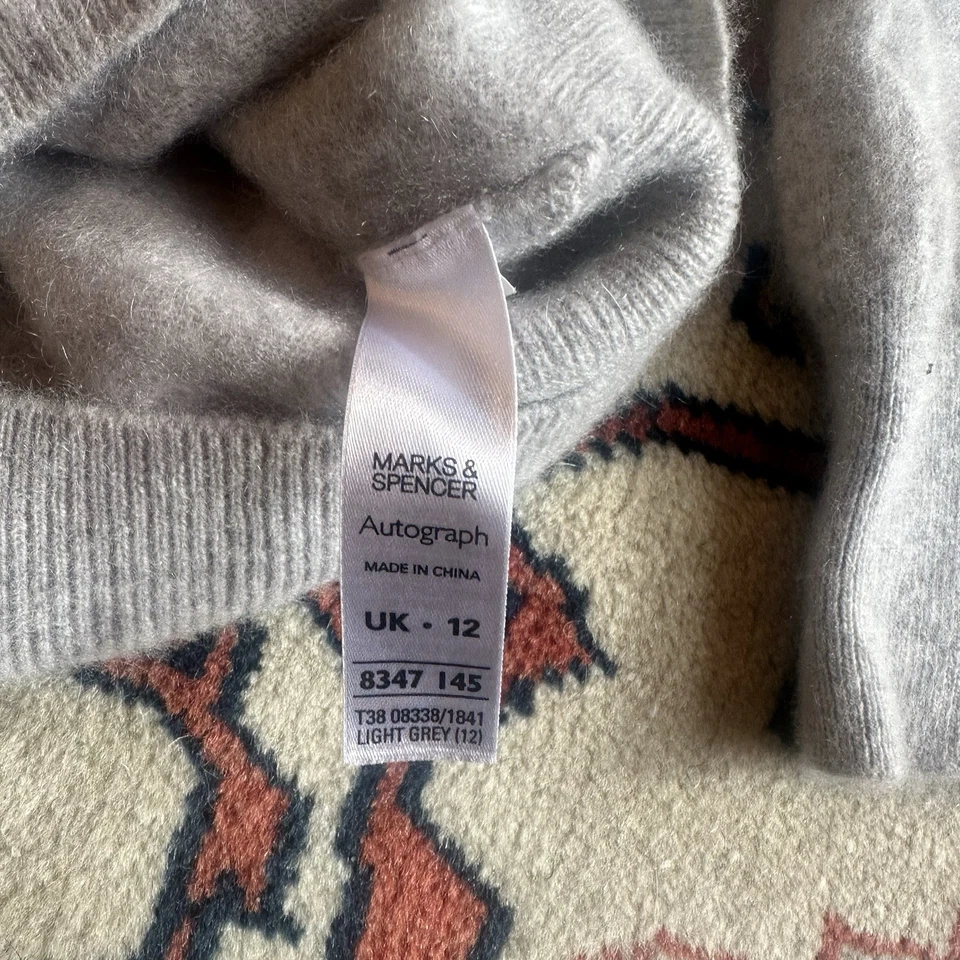 MARKS &
SPENCER
Autograph
MADE IN CHINA
UK • 12
8347 145
T38 08338/1841
LIGHT GREY (12)